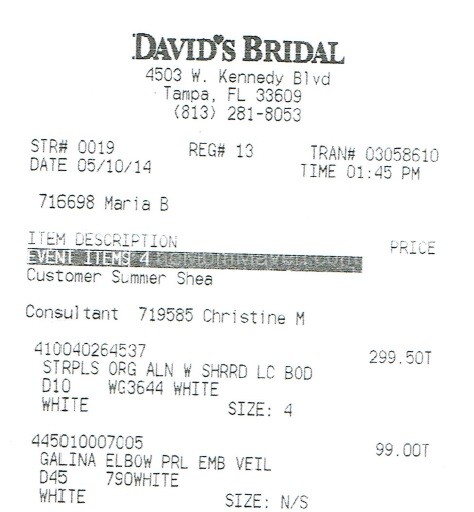 DAVID'S BRIDAL
4503 W. Kennedy Blvd
Tampa, FL 33609
(813) 281-8053
STR# 0019 REG# 13 TRAN# 03058610
DATE 05/10/14 TIME 01:45 PM
716698 Maria B
ITEM DESCRIPTION PRICE
EVENT ITEMS 4
Customer Summer Shea
Consultant 719585 Christine M
410040264537 299.50T
STRPLS ORG ALN W SHRRD LC BOD
D10 WG3644 WHITE
WHITE SIZE: 4
445010007005 99.00T
GALINA ELBOW PRL EMB VEIL
D45 790WHITE
WHITE SIZE: N/S